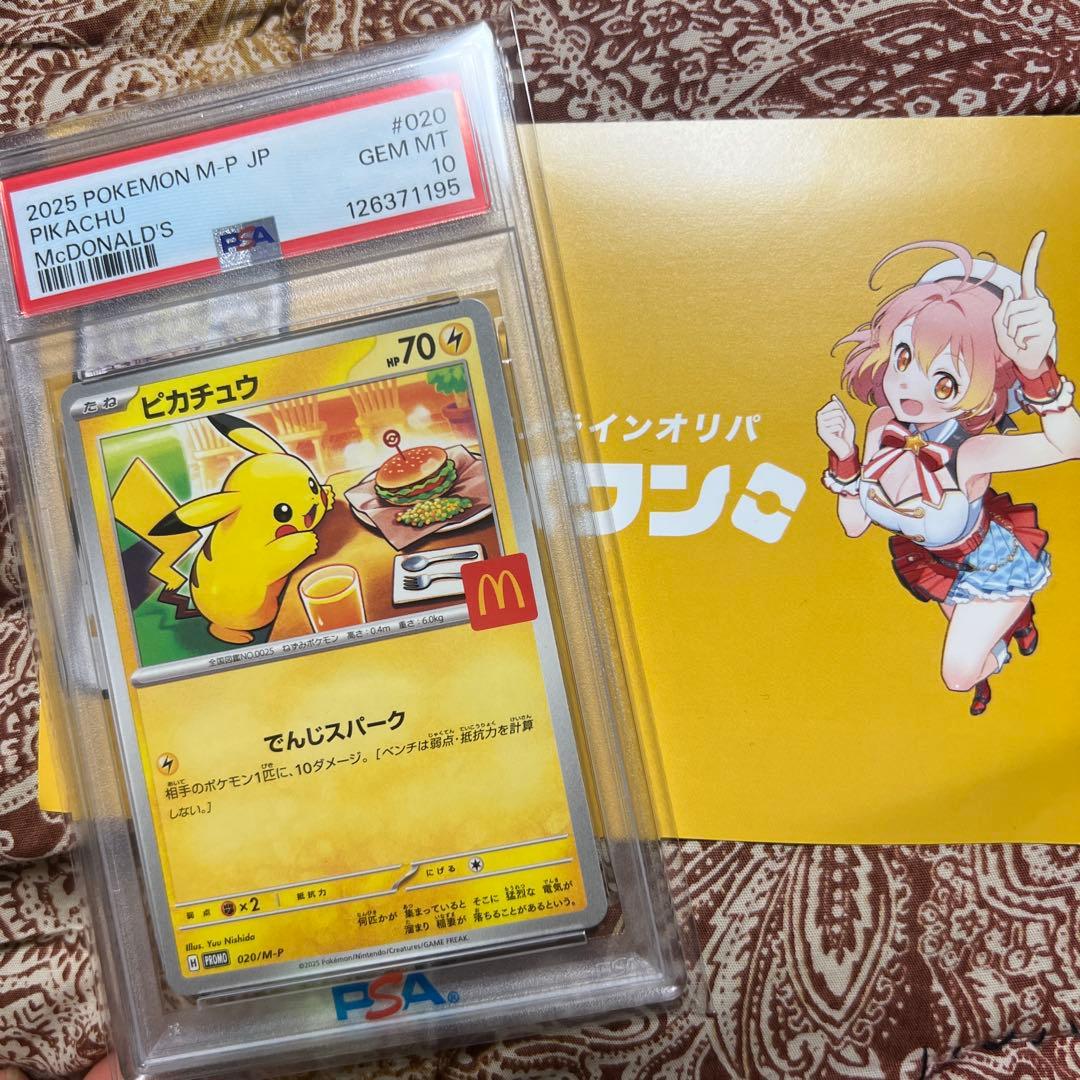 2025 POKEMON M-P JP
#020
PIKACHU
GEM MT
McDONALD'S
10
126371195
PSA
たね
ピカチュウ
HP70
M
全国図鑑NO.0025 ねずみポケモン 高さ:0.4m 重さ:6.0kg
でんじスパーク
相手のポケモン1匹に、10ダメージ。[ベンチは弱点・抵抗力を計算
しない。]
弱点 ×2 抵抗力 にげる
何匹かが 集まっていると そこに 猛烈な 電気が
溜まり 稲妻が 落ちることがあるという。
Illus. Yuu Nishida
H PROMO 020/M-P
©2025 Pokémon/Nintendo/Creatures/GAME FREAK.
PSA®
ラインオリパ
ワン